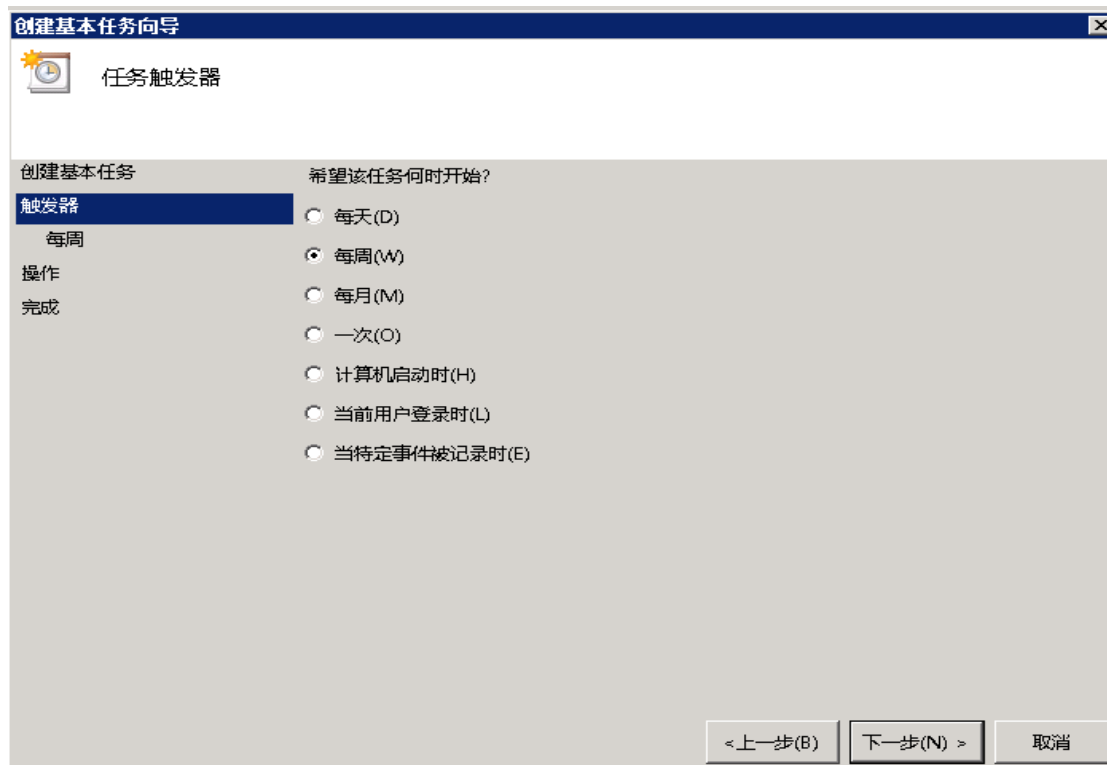 创建基本任务向导
任务触发器
创建基本任务
触发器
每周
操作
完成
希望该任务何时开始?
每天(D)
每周(W)
每月(M)
一次(O)
计算机启动时(H)
当前用户登录时(L)
当特定事件被记录时(E)
<上一步(B)
下一步(N) >
取消